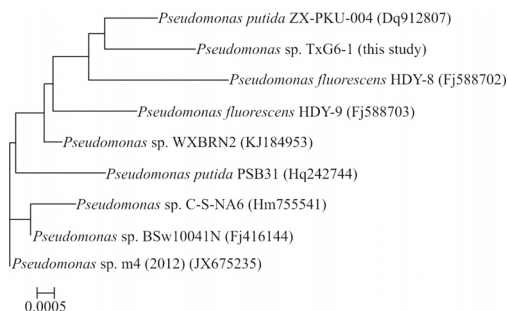 Pseudomonas putida ZX-PKU-004 (Dq912807)
Pseudomonas sp. TxG6-1 (this study)
Pseudomonas fluorescens HDY-8 (Fj588702)
Pseudomonas fluorescens HDY-9 (Fj588703)
Pseudomonas sp. WXBRN2 (KJ184953)
Pseudomonas putida PSB31 (Hq242744)
Pseudomonas sp. C-S-NA6 (Hm755541)
Pseudomonas sp. BSw10041N (Fj416144)
Pseudomonas sp. m4 (2012) (JX675235)
0.0005